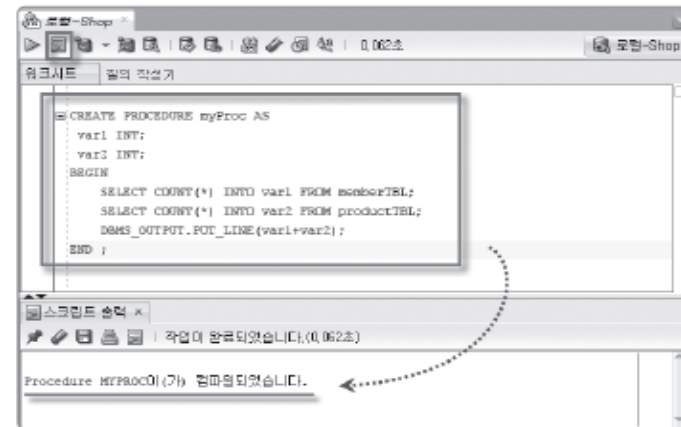 로컬-Shop
0,062초
로컬-Shop
워크시트 질의 작성기
CREATE PROCEDURE myProc AS
var1 INT;
var2 INT;
BEGIN
SELECT COUNT(*) INTO var1 FROM memberTBL;
SELECT COUNT(*) INTO var2 FROM productTBL;
DBMS_OUTPUT.PUT_LINE(var1+var2);
END ;
스크립트 출력 ×
작업이 완료되었습니다.(0,062초)
Procedure MYPROC이(가) 컴파일되었습니다.